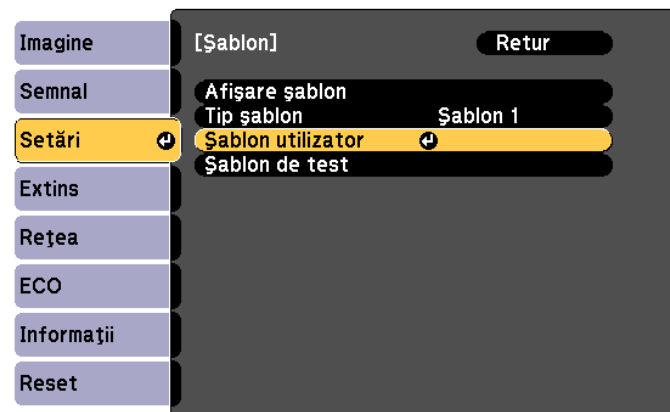 Imagine
Semnal
Setări
Extins
Reţea
ECO
Informaţii
Reset
[Şablon] Retur
Afişare şablon
Tip şablon Şablon 1
Şablon utilizator
Şablon de test